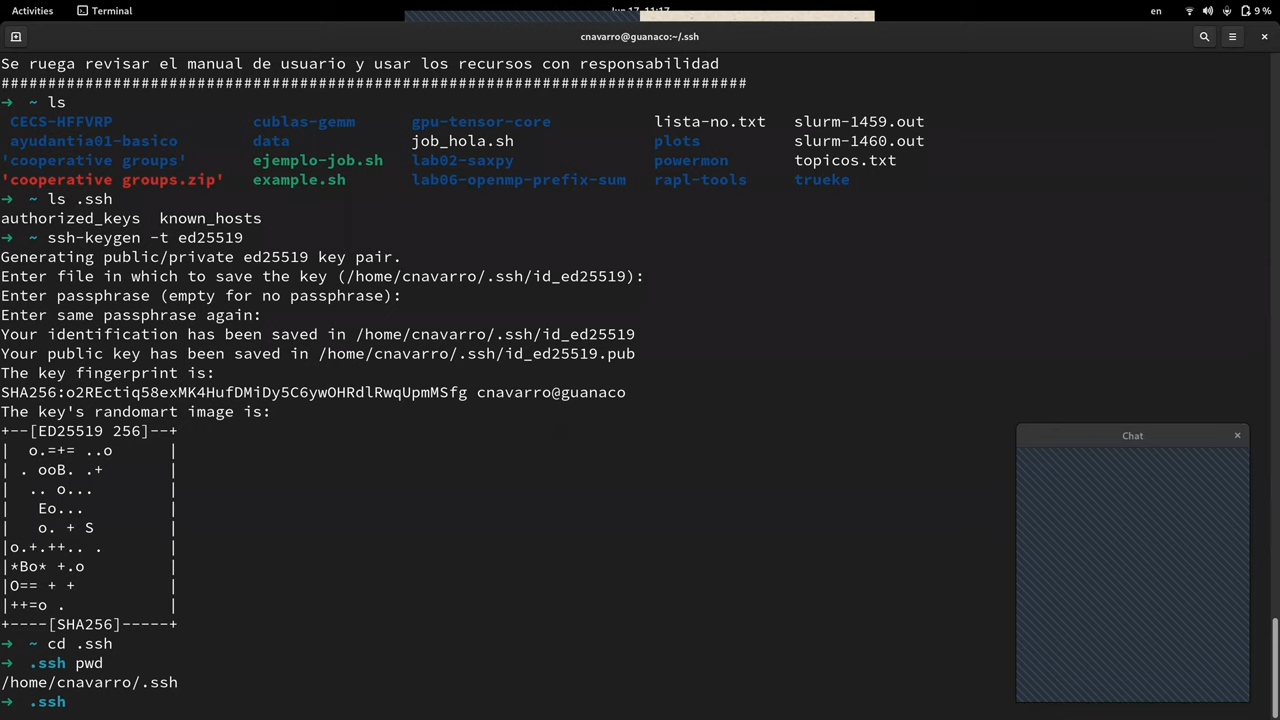 Activities Terminal en 9 %
cnavarro@guanaco:~/.ssh
Se ruega revisar el manual de usuario y usar los recursos con responsabilidad
################################################################################
➜ ~ ls
CECS-HFFVRP cublas-gemm gpu-tensor-core lista-no.txt slurm-1459.out
ayudantia01-basico data job_hola.sh plots slurm-1460.out
'cooperative groups' ejemplo-job.sh lab02-saxpy powermon topicos.txt
'cooperative groups.zip' example.sh lab06-openmp-prefix-sum rapl-tools trueke
➜ ~ ls .ssh
authorized_keys known_hosts
➜ ~ ssh-keygen -t ed25519
Generating public/private ed25519 key pair.
Enter file in which to save the key (/home/cnavarro/.ssh/id_ed25519):
Enter passphrase (empty for no passphrase):
Enter same passphrase again:
Your identification has been saved in /home/cnavarro/.ssh/id_ed25519
Your public key has been saved in /home/cnavarro/.ssh/id_ed25519.pub
The key fingerprint is:
SHA256:o2REctiq58exMK4HufDMiDy5C6ywOHRdlRwqUpmMSfg cnavarro@guanaco
The key's randomart image is:
+--[ED25519 256]--+
|  o.=+= ..o      |
| . ooB. .+       |
|  .. o...        |
|   Eo...         |
|   o. + S        |
|o.+.++.. .       |
|*Bo* +.o         |
|O== + +          |
|++=o .           |
+----[SHA256]-----+
➜ ~ cd .ssh
➜ .ssh pwd
/home/cnavarro/.ssh
➜ .ssh
Chat